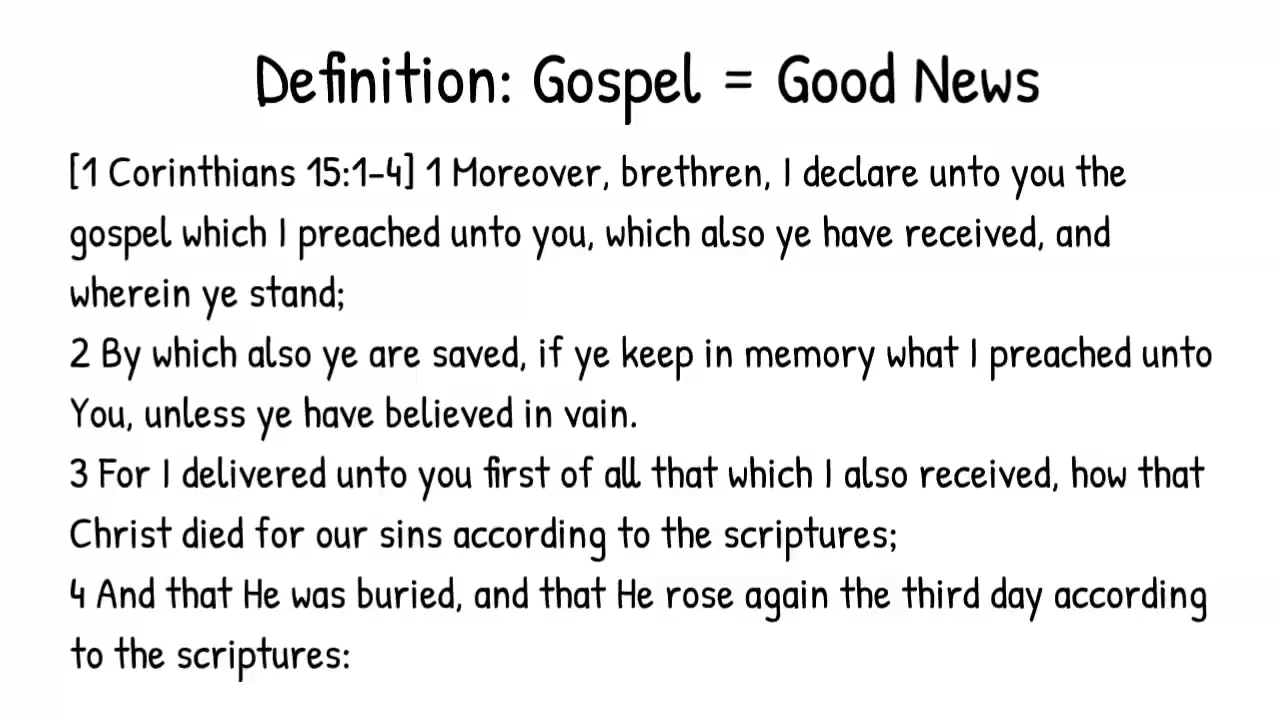 Definition: Gospel = Good News
[1 Corinthians 15:1-4] 1 Moreover, brethren, I declare unto you the
gospel which I preached unto you, which also ye have received, and
wherein ye stand;
2 By which also ye are saved, if ye keep in memory what I preached unto
You, unless ye have believed in vain.
3 For I delivered unto you first of all that which I also received, how that
Christ died for our sins according to the scriptures;
4 And that He was buried, and that He rose again the third day according
to the scriptures: